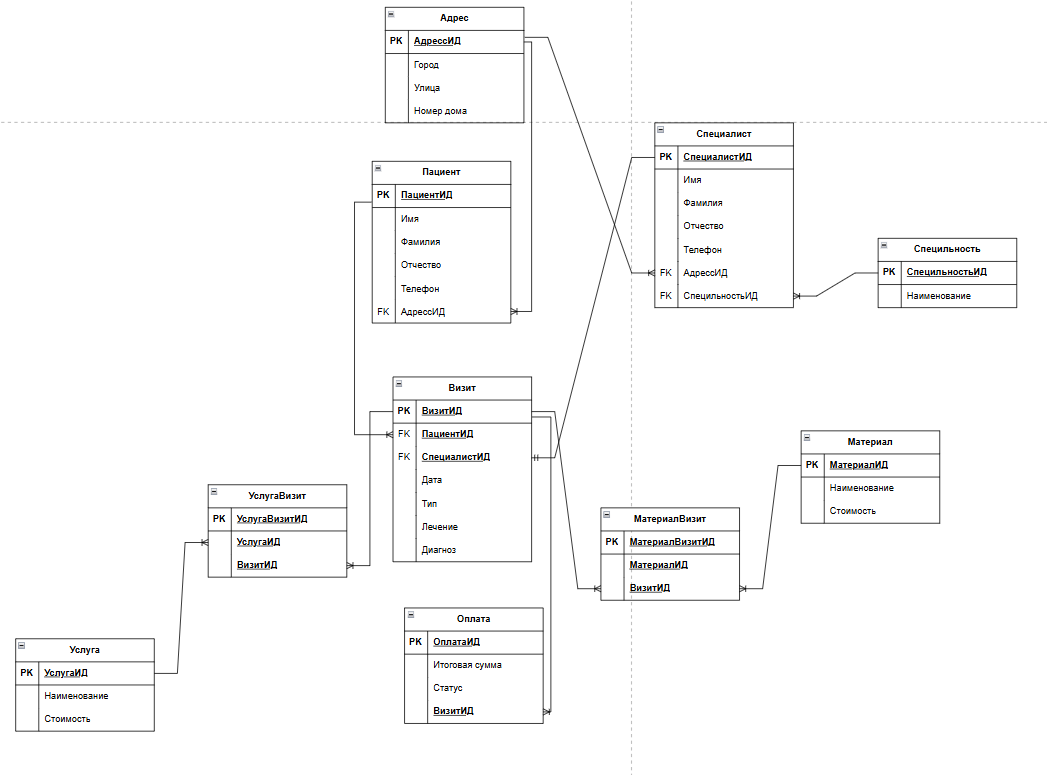 Адрес
PK АдрессИД
Город
Улица
Номер дома
Специалист
PK СпециалистИД
Имя
Фамилия
Отчество
Телефон
FK АдрессИД
FK СпецильностьИД
Пациент
PK ПациентИД
Имя
Фамилия
Отчество
Телефон
FK АдрессИД
Специльность
PK СпецильностьИД
Наименование
Визит
PK ВизитИД
FK ПациентИД
FK СпециалистИД
Дата
Тип
Лечение
Диагноз
Материал
PK МатериалИД
Наименование
Стоимость
УслугаВизит
PK УслугаВизитИД
УслугаИД
ВизитИД
МатериалВизит
PK МатериалВизитИД
МатериалИД
ВизитИД
Оплата
PK ОплатаИД
Итоговая сумма
Статус
ВизитИД
Услуга
PK УслугаИД
Наименование
Стоимость